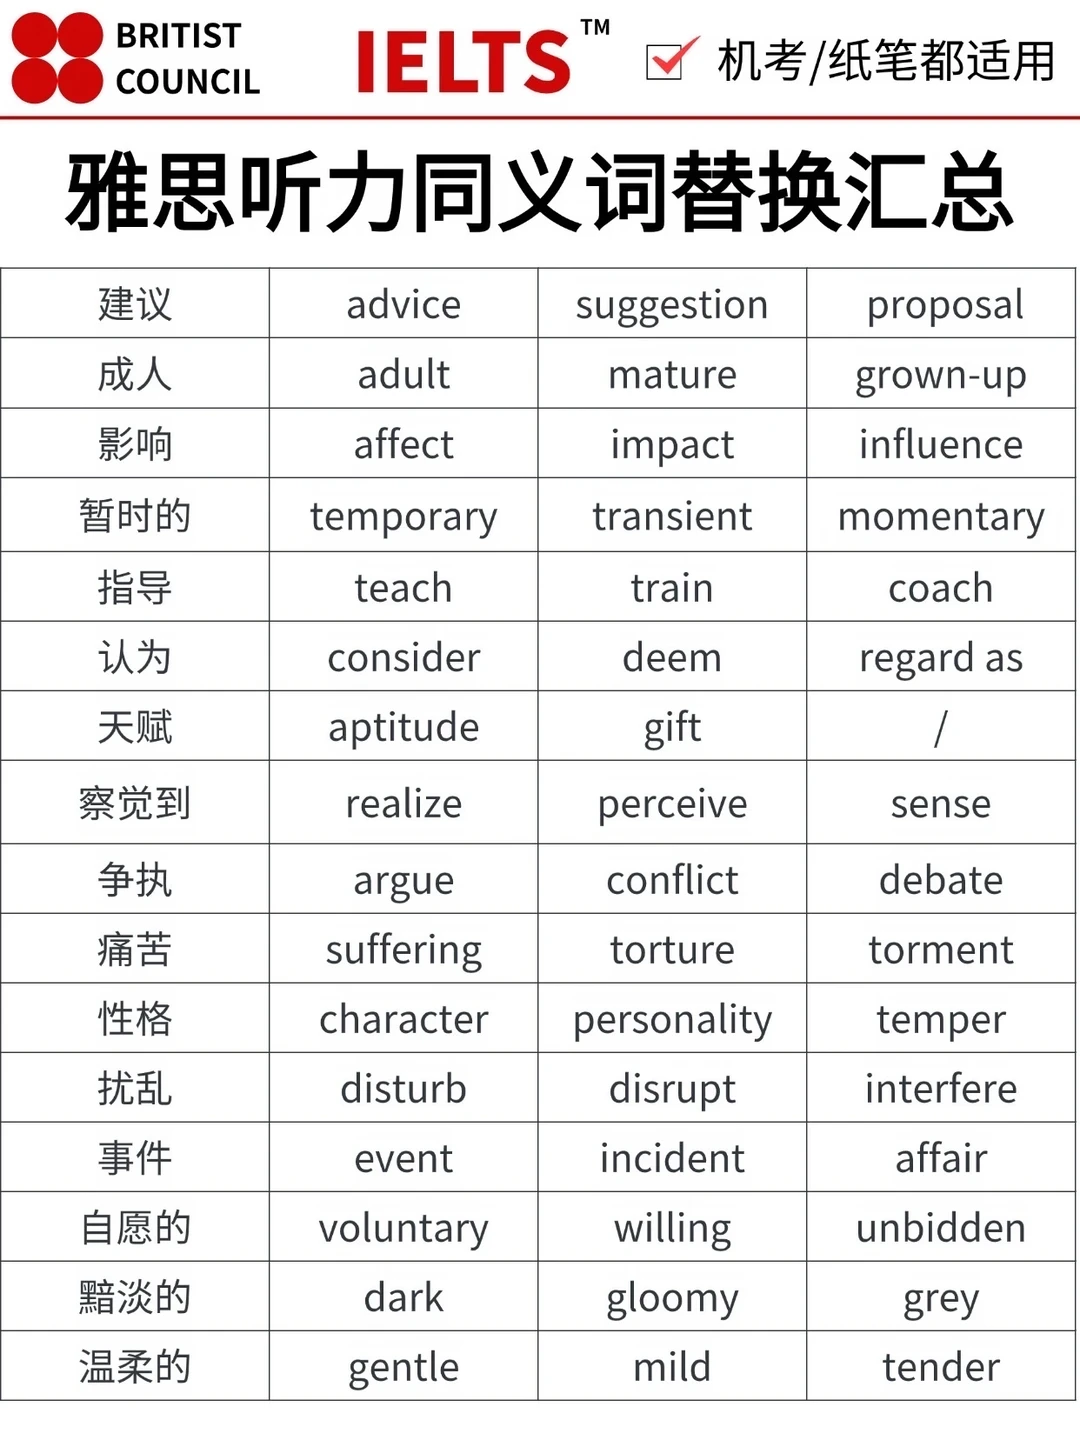 BRITIST
COUNCIL
IELTS™
机考/纸笔都适用
雅思听力同义词替换汇总
建议 advice suggestion proposal
成人 adult mature grown-up
影响 affect impact influence
暂时的 temporary transient momentary
指导 teach train coach
认为 consider deem regard as
天赋 aptitude gift /
察觉到 realize perceive sense
争执 argue conflict debate
痛苦 suffering torture torment
性格 character personality temper
扰乱 disturb disrupt interfere
事件 event incident affair
自愿的 voluntary willing unbidden
黯淡的 dark gloomy grey
温柔的 gentle mild tender